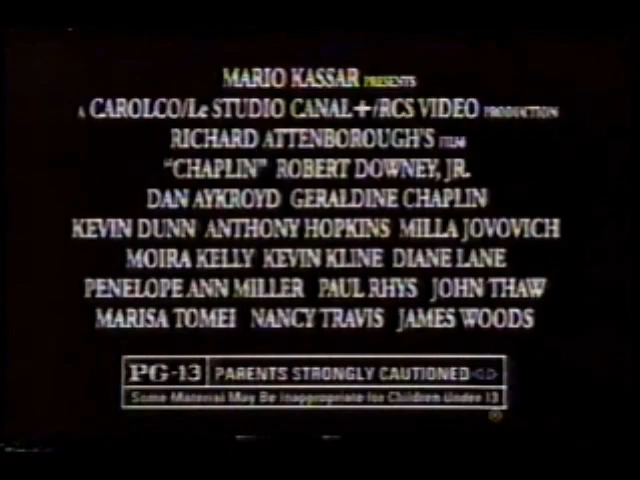 MARIO KASSAR PRESENTS
A CAROLCO/Le STUDIO CANAL+/RCS VIDEO PRODUCTION
RICHARD ATTENBOROUGH'S FILM
"CHAPLIN" ROBERT DOWNEY, JR.
DAN AYKROYD GERALDINE CHAPLIN
KEVIN DUNN ANTHONY HOPKINS MILLA JOVOVICH
MOIRA KELLY KEVIN KLINE DIANE LANE
PENELOPE ANN MILLER PAUL RHYS JOHN THAW
MARISA TOMEI NANCY TRAVIS JAMES WOODS
PG-13 PARENTS STRONGLY CAUTIONED
Some Material May Be Inappropriate for Children Under 13